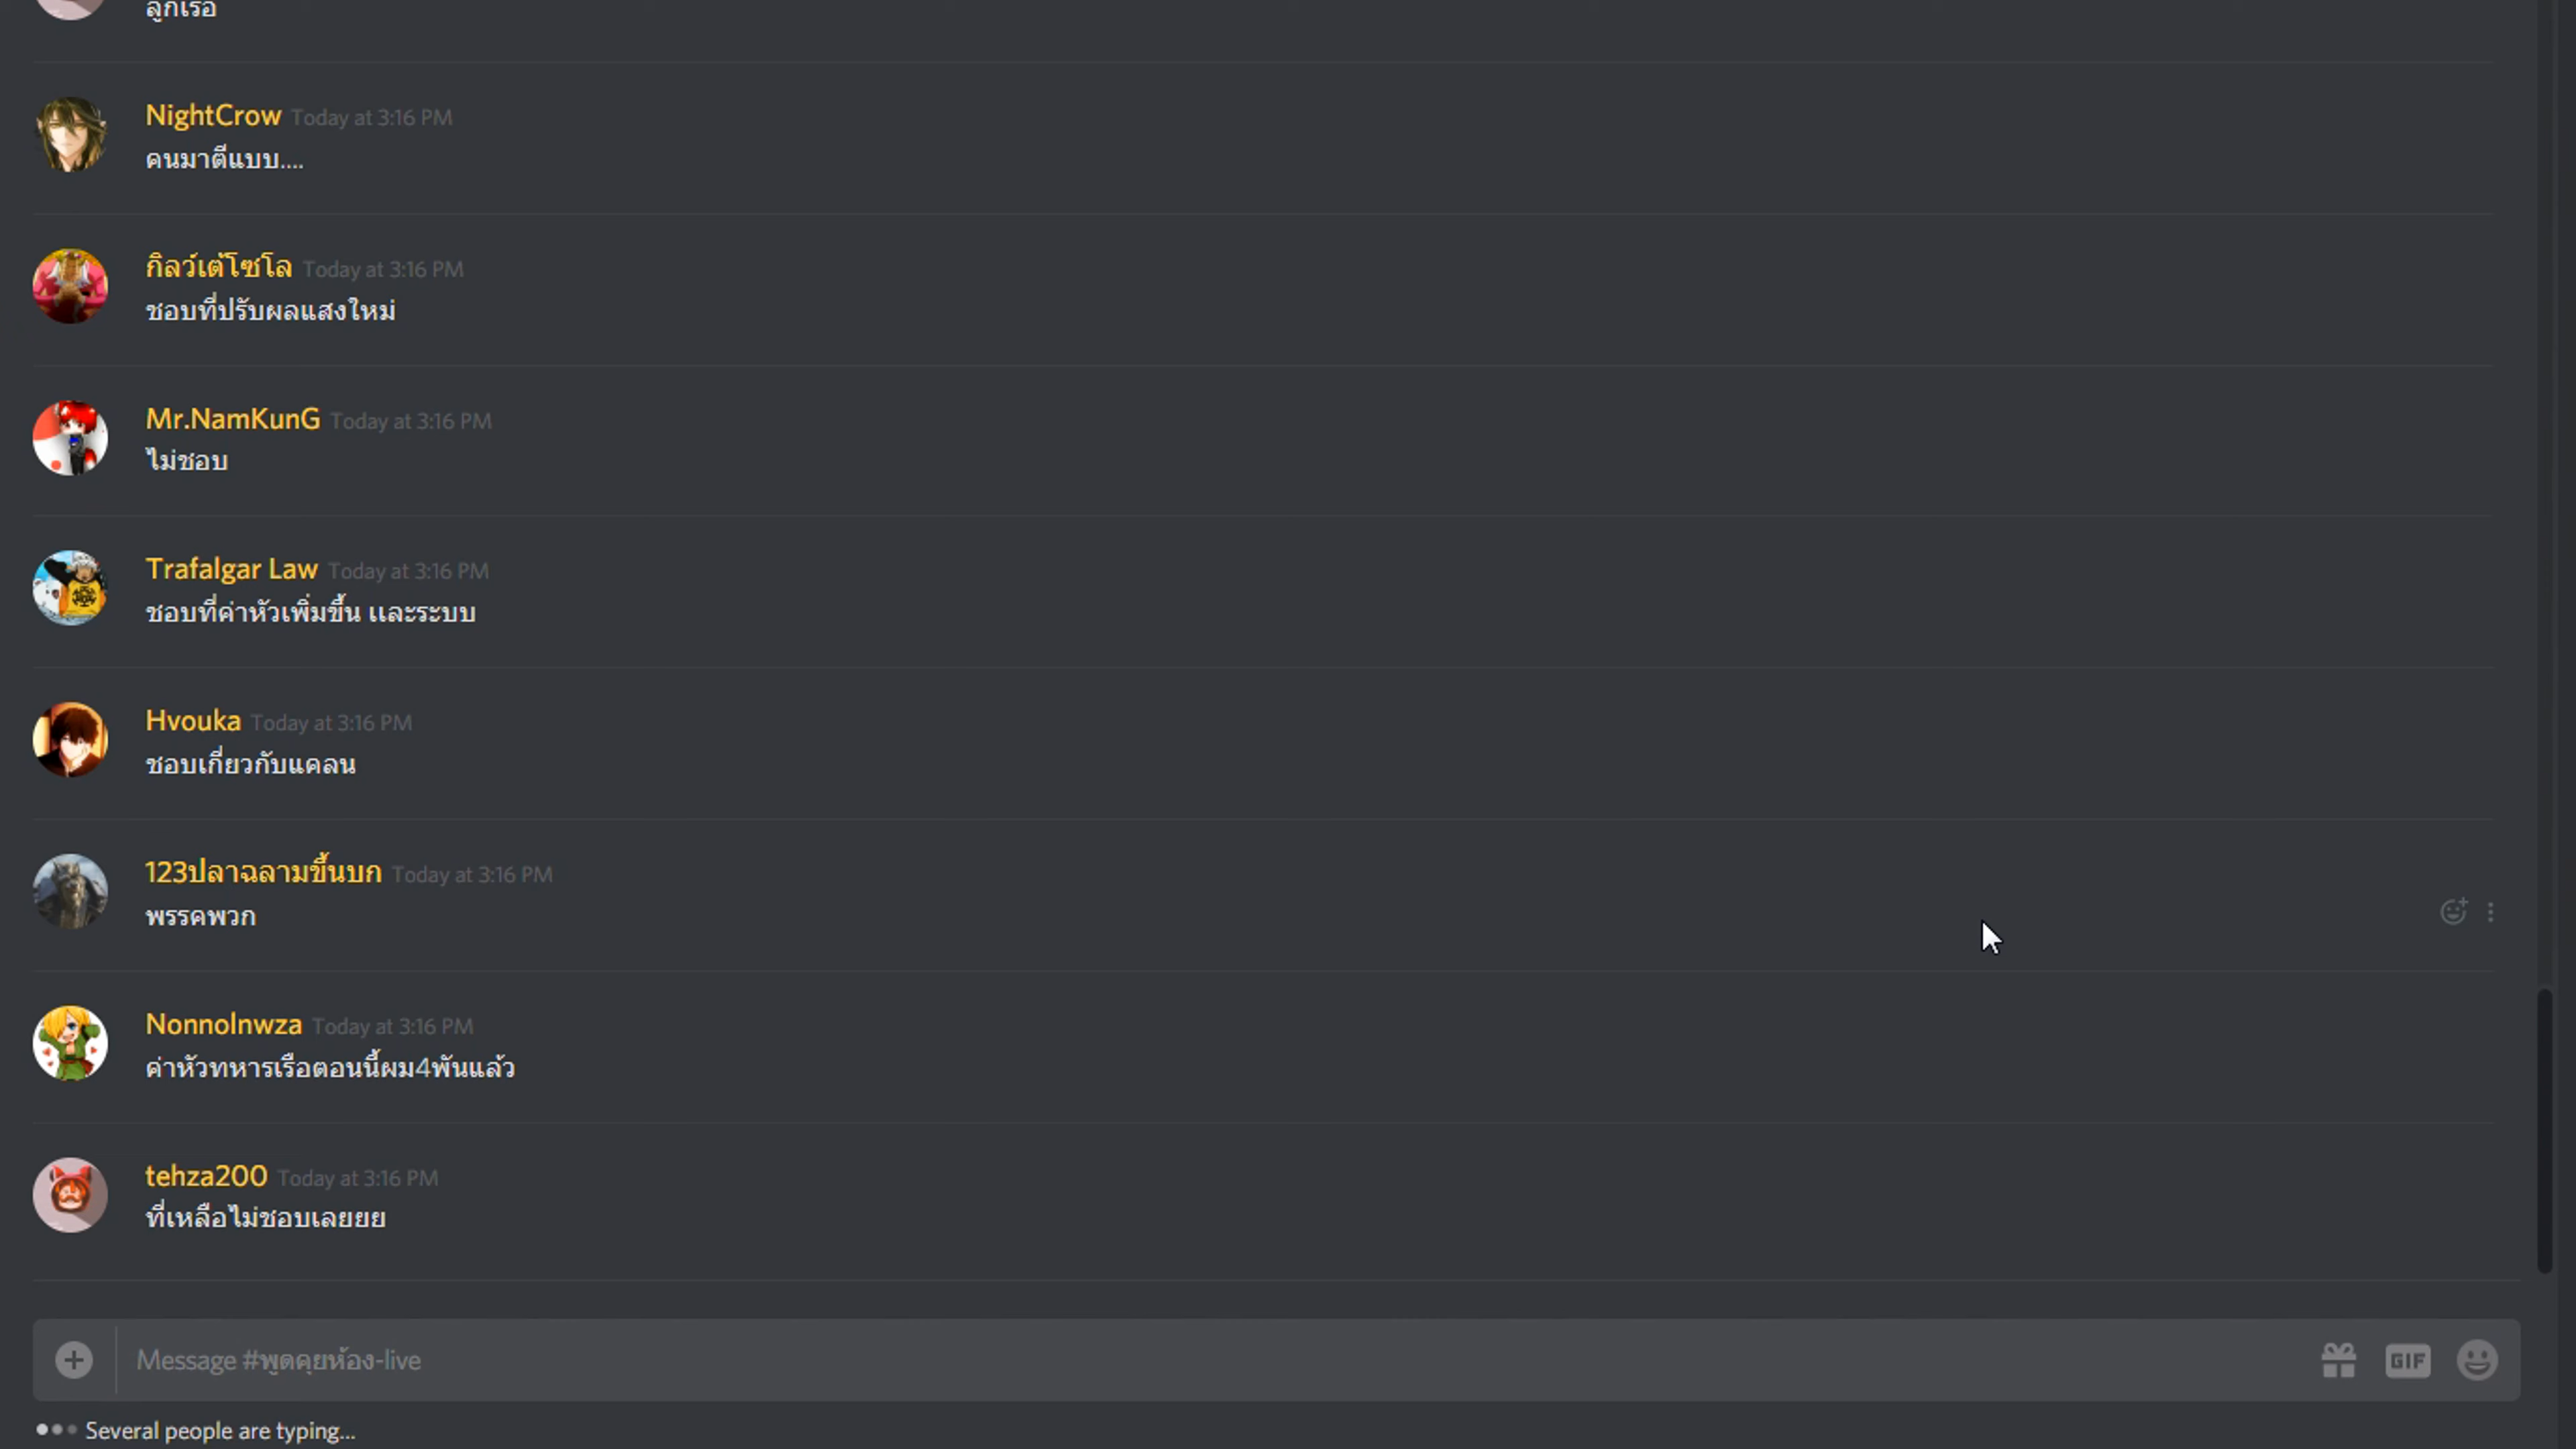 ลูกเรือ
NightCrow Today at 3:16 PM
คนมาตีแบบ....
กิลว์เต้โซโล Today at 3:16 PM
ชอบที่ปรับผลแสงใหม่
Mr.NamKunG Today at 3:16 PM
ไม่ชอบ
Trafalgar Law Today at 3:16 PM
ชอบที่ค่าหัวเพิ่มขึ้น และระบบ
Hvouka Today at 3:16 PM
ชอบเกี่ยวกับแคลน
123ปลาฉลามขึ้นบก Today at 3:16 PM
พรรคพวก
Nonnolnwza Today at 3:16 PM
ค่าหัวทหารเรือตอนนี้ผม4พันแล้ว
tehza200 Today at 3:16 PM
ที่เหลือไม่ชอบเลยยย
Message #พูดคุยห้อง-live
GIF
Several people are typing...